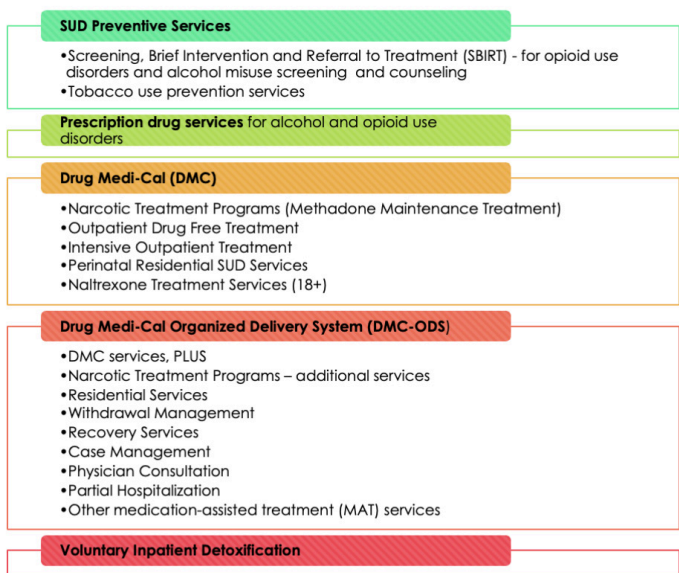 SUD Preventive Services
•Screening, Brief Intervention and Referral to Treatment (SBIRT) - for opioid use
disorders and alcohol misuse screening and counseling
•Tobacco use prevention services
Prescription drug services for alcohol and opioid use
disorders
Drug Medi-Cal (DMC)
•Narcotic Treatment Programs (Methadone Maintenance Treatment)
•Outpatient Drug Free Treatment
•Intensive Outpatient Treatment
•Perinatal Residential SUD Services
•Naltrexone Treatment Services (18+)
Drug Medi-Cal Organized Delivery System (DMC-ODS)
•DMC services, PLUS
•Narcotic Treatment Programs – additional services
•Residential Services
•Withdrawal Management
•Recovery Services
•Case Management
•Physician Consultation
•Partial Hospitalization
•Other medication-assisted treatment (MAT) services
Voluntary Inpatient Detoxification